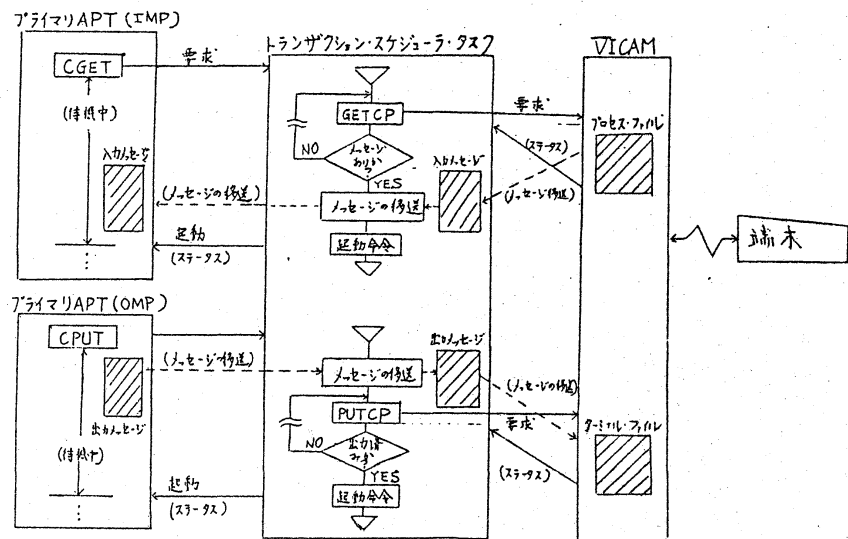 プライマリAPT(IMP)
トランザクション・スケジューラ・タスク
VICAM
CGET
要求
(待機中)
GETCP
要求
プロセス・ファイル
NO
メッセージ
ありか?
入力メッセージ
(ステータス)
入力メッセージ
YES
(メッセージの移送)
メッセージの移送
(メッセージの移送)
起動
(ステータス)
起動命令
端末
プライマリAPT(OMP)
CPUT
(メッセージの移送)
出力メッセージ
メッセージの移送
出力メッセージ
(メッセージの移送)
PUTCP
要求
ターミナル・ファイル
(待機中)
NO
出力済
みか
YES
(ステータス)
起動
(ステータス)
起動命令